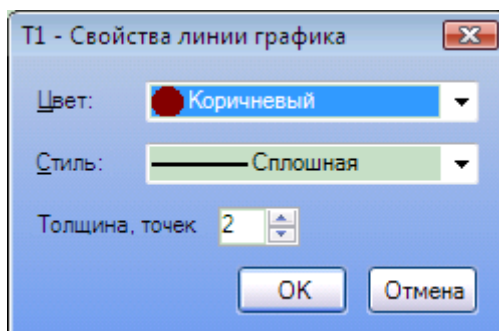 T1 - Свойства линии графика
Цвет: Коричневый
Стиль: Сплошная
Толщина, точек 2
OK Отмена